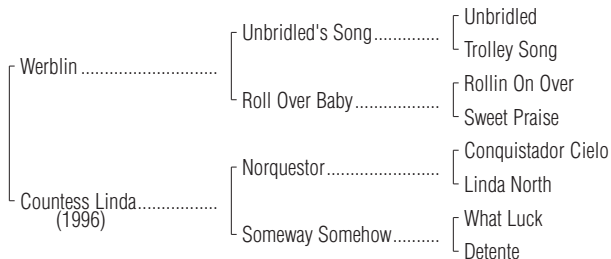 Unbridled
Unbridled's Song..............
Trolley Song
Werblin ............................
Rollin On Over
Roll Over Baby..................
Sweet Praise
Conquistador Cielo
Norquestor........................
Linda North
Countess Linda.................
(1996)
What Luck
Someway Somehow..........
Detente